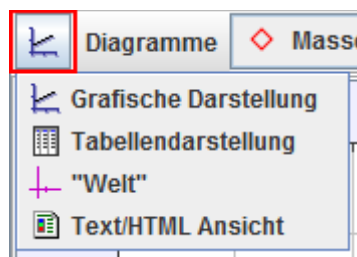 Diagramme Masse
Grafische Darstellung
Tabellendarstellung
"Welt"
Text/HTML Ansicht